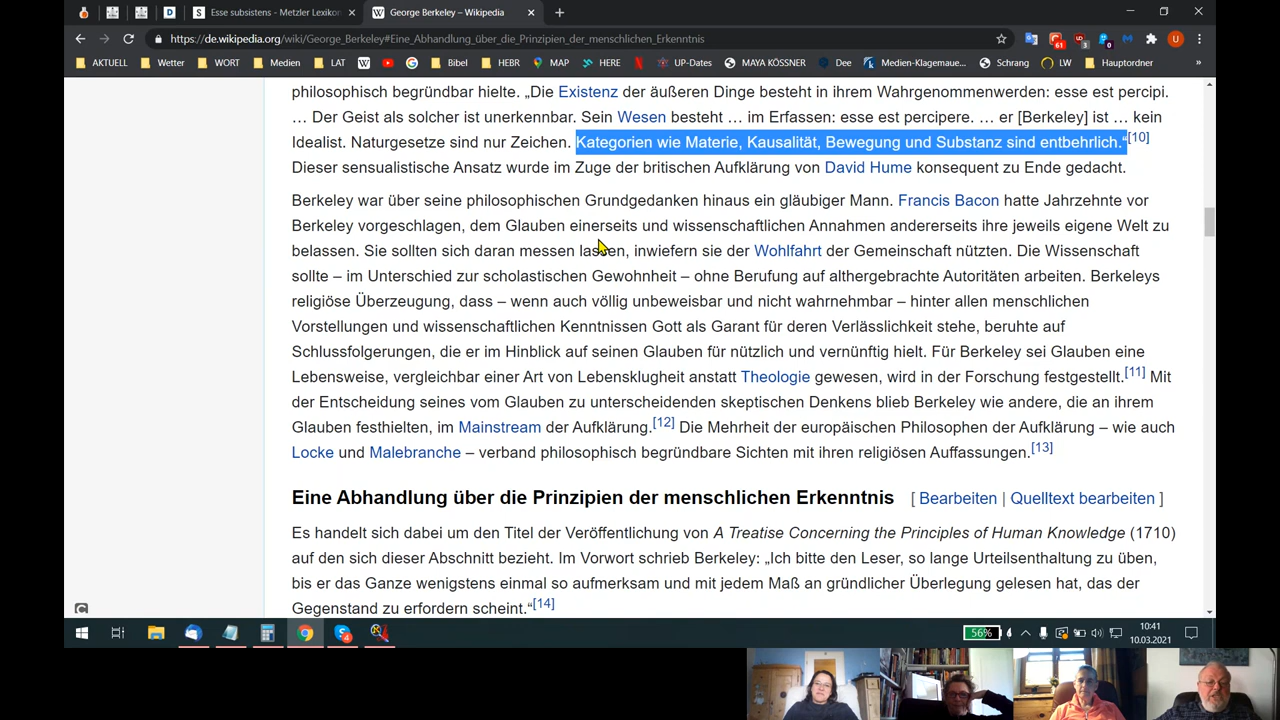 Esse subsistens - Metzler Lexikon
George Berkeley – Wikipedia
https://de.wikipedia.org/wiki/George_Berkeley#Eine_Abhandlung_über_die_Prinzipien_der_menschlichen_Erkenntnis
AKTUELL Wetter WORT Medien LAT Bibel HEBR MAP HERE UP-Dates MAYA KÖSSNER Dee Medien-Klagemaue... Schrang LW Hauptordner »
philosophisch begründbar hielte. „Die Existenz der äußeren Dinge besteht in ihrem Wahrgenommenwerden: esse est percipi.
… Der Geist als solcher ist unerkennbar. Sein Wesen besteht … im Erfassen: esse est percipere. … er [Berkeley] ist … kein
Idealist. Naturgesetze sind nur Zeichen. Kategorien wie Materie, Kausalität, Bewegung und Substanz sind entbehrlich.“[10]
Dieser sensualistische Ansatz wurde im Zuge der britischen Aufklärung von David Hume konsequent zu Ende gedacht.
Berkeley war über seine philosophischen Grundgedanken hinaus ein gläubiger Mann. Francis Bacon hatte Jahrzehnte vor
Berkeley vorgeschlagen, dem Glauben einerseits und wissenschaftlichen Annahmen andererseits ihre jeweils eigene Welt zu
belassen. Sie sollten sich daran messen lassen, inwiefern sie der Wohlfahrt der Gemeinschaft nützten. Die Wissenschaft
sollte – im Unterschied zur scholastischen Gewohnheit – ohne Berufung auf althergebrachte Autoritäten arbeiten. Berkeleys
religiöse Überzeugung, dass – wenn auch völlig unbeweisbar und nicht wahrnehmbar – hinter allen menschlichen
Vorstellungen und wissenschaftlichen Kenntnissen Gott als Garant für deren Verlässlichkeit stehe, beruhte auf
Schlussfolgerungen, die er im Hinblick auf seinen Glauben für nützlich und vernünftig hielt. Für Berkeley sei Glauben eine
Lebensweise, vergleichbar einer Art von Lebensklugheit anstatt Theologie gewesen, wird in der Forschung festgestellt.[11] Mit
der Entscheidung seines vom Glauben zu unterscheidenden skeptischen Denkens blieb Berkeley wie andere, die an ihrem
Glauben festhielten, im Mainstream der Aufklärung.[12] Die Mehrheit der europäischen Philosophen der Aufklärung – wie auch
Locke und Malebranche – verband philosophisch begründbare Sichten mit ihren religiösen Auffassungen.[13]
Eine Abhandlung über die Prinzipien der menschlichen Erkenntnis [ Bearbeiten | Quelltext bearbeiten ]
Es handelt sich dabei um den Titel der Veröffentlichung von A Treatise Concerning the Principles of Human Knowledge (1710)
auf den sich dieser Abschnitt bezieht. Im Vorwort schrieb Berkeley: „Ich bitte den Leser, so lange Urteilsenthaltung zu üben,
bis er das Ganze wenigstens einmal so aufmerksam und mit jedem Maß an gründlicher Überlegung gelesen hat, das der
Gegenstand zu erfordern scheint.“[14]
56%
10:41
10.03.2021